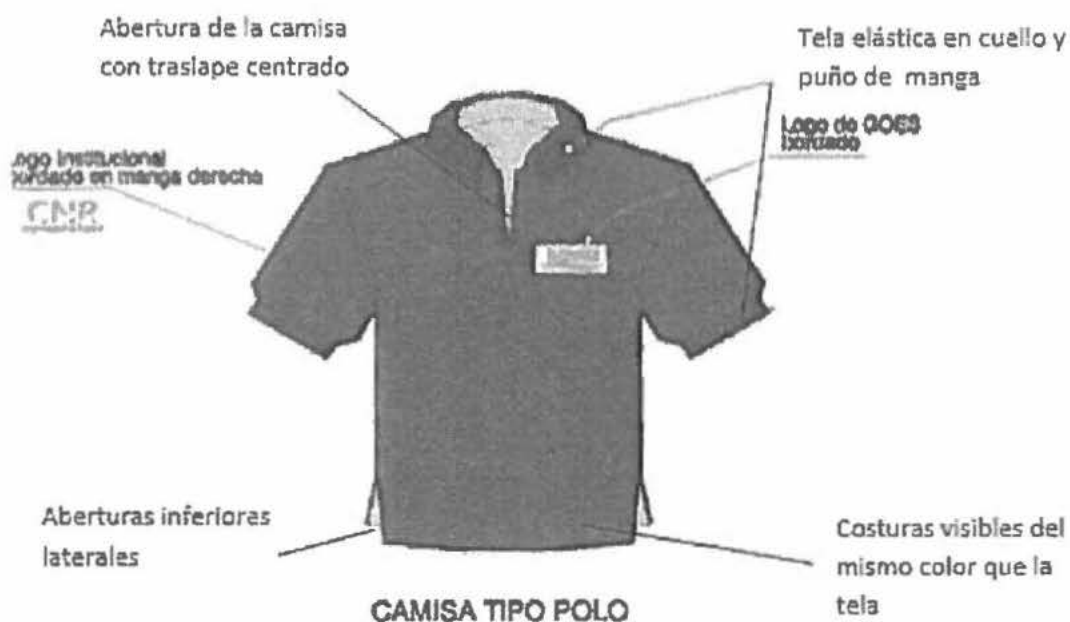 Abertura de la camisa
con traslape centrado
Tela elástica en cuello y
puño de manga
Logo de GOES
bordado
ogo Institucional
bordado en manga derecha
CNR
Aberturas inferiores
laterales
Costuras visibles del
mismo color que la
tela
CAMISA TIPO POLO